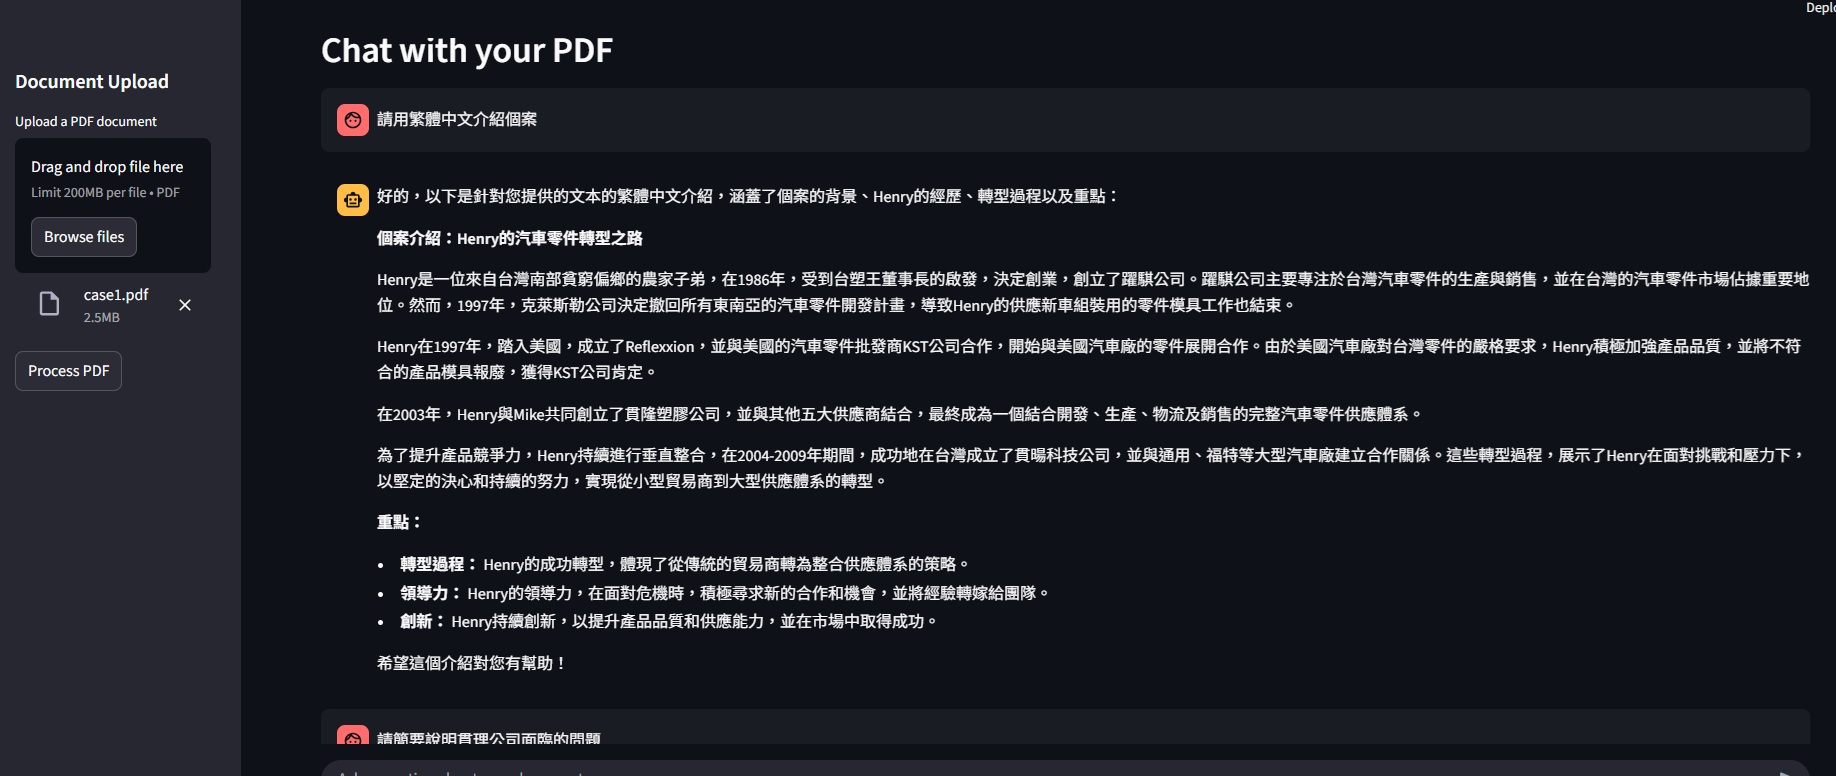 Deplo
Document Upload
Upload a PDF document
Drag and drop file here
Limit 200MB per file • PDF
Browse files
case1.pdf
2.5MB
Process PDF
Chat with your PDF
請用繁體中文介紹個案
好的，以下是針對您提供的文本的繁體中文介紹，涵蓋了個案的背景、Henry的經歷、轉型過程以及重點：
個案介紹：Henry的汽車零件轉型之路
Henry是一位來自台灣南部貧窮偏鄉的農家子弟，在1986年，受到台塑王董事長的啟發，決定創業，創立了躍騏公司。躍騏公司主要專注於台灣汽車零件的生產與銷售，並在台灣的汽車零件市場佔據重要地
位。然而，1997年，克萊斯勒公司決定撤回所有東南亞的汽車零件開發計畫，導致Henry的供應新車組裝用的零件模具工作也結束。
Henry在1997年，踏入美國，成立了Reflexxion，並與美國的汽車零件批發商KST公司合作，開始與美國汽車廠的零件展開合作。由於美國汽車廠對台灣零件的嚴格要求，Henry積極加強產品品質，並將不符
合的產品模具報廢，獲得KST公司肯定。
在2003年，Henry與Mike共同創立了貫隆塑膠公司，並與其他五大供應商結合，最終成為一個結合開發、生產、物流及銷售的完整汽車零件供應體系。
為了提升產品競爭力，Henry持續進行垂直整合，在2004-2009年期間，成功地在台灣成立了貫暘科技公司，並與通用、福特等大型汽車廠建立合作關係。這些轉型過程，展示了Henry在面對挑戰和壓力下，
以堅定的決心和持續的努力，實現從小型貿易商到大型供應體系的轉型。
重點：
• 轉型過程： Henry的成功轉型，體現了從傳統的貿易商轉為整合供應體系的策略。
• 領導力： Henry的領導力，在面對危機時，積極尋求新的合作和機會，並將經驗轉嫁給團隊。
• 創新： Henry持續創新，以提升產品品質和供應能力，並在市場中取得成功。
希望這個介紹對您有幫助！
請簡要說明貫理公司面臨的問題